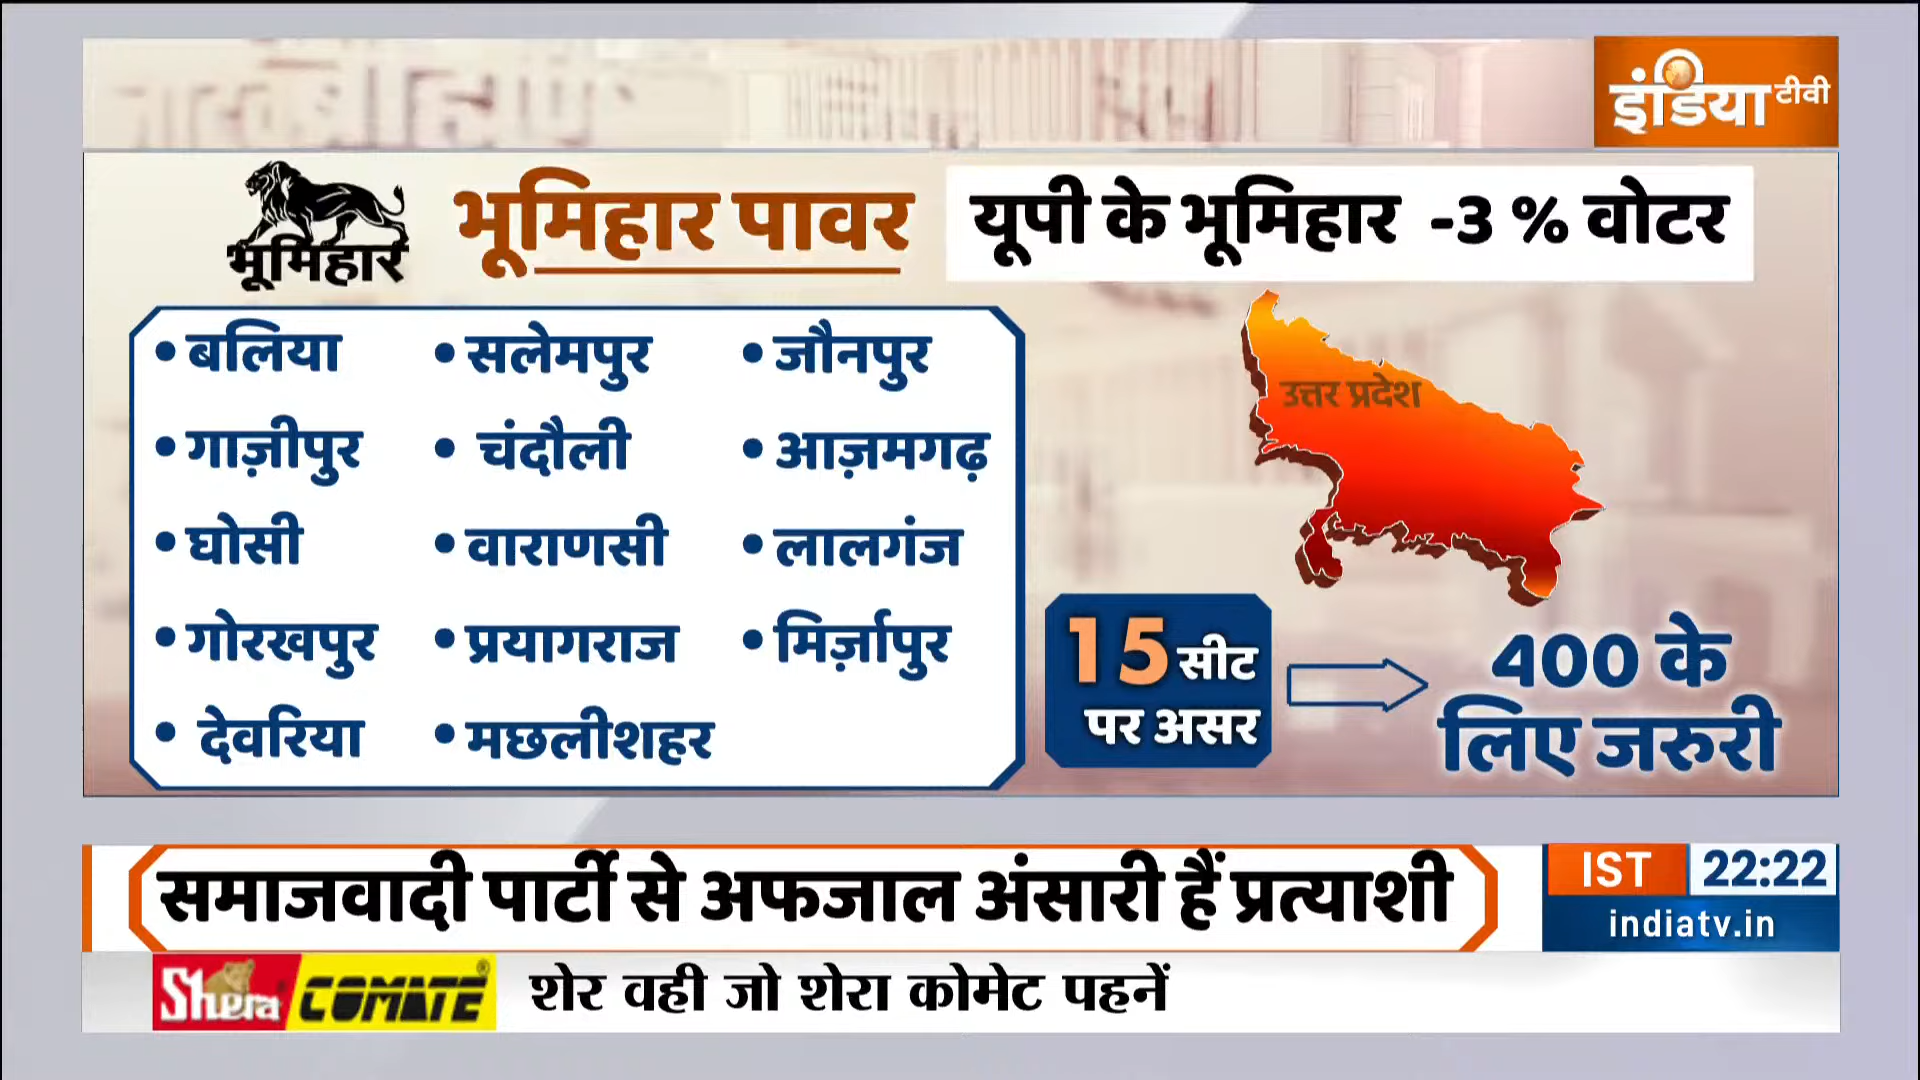 इंडिया टीवी
भूमिहार
भूमिहार पावर
यूपी के भूमिहार -3 % वोटर
• बलिया
• गाज़ीपुर
• घोसी
• गोरखपुर
• देवरिया
• सलेमपुर
• चंदौली
• वाराणसी
• प्रयागराज
• मछलीशहर
• जौनपुर
• आज़मगढ़
• लालगंज
• मिर्ज़ापुर
उत्तर प्रदेश
15 सीट
पर असर
400 के
लिए जरुरी
समाजवादी पार्टी से अफजाल अंसारी हैं प्रत्याशी
IST 22:22
indiatv.in
Shera COMATE®
शेर वही जो शेरा कोमेट पहनें